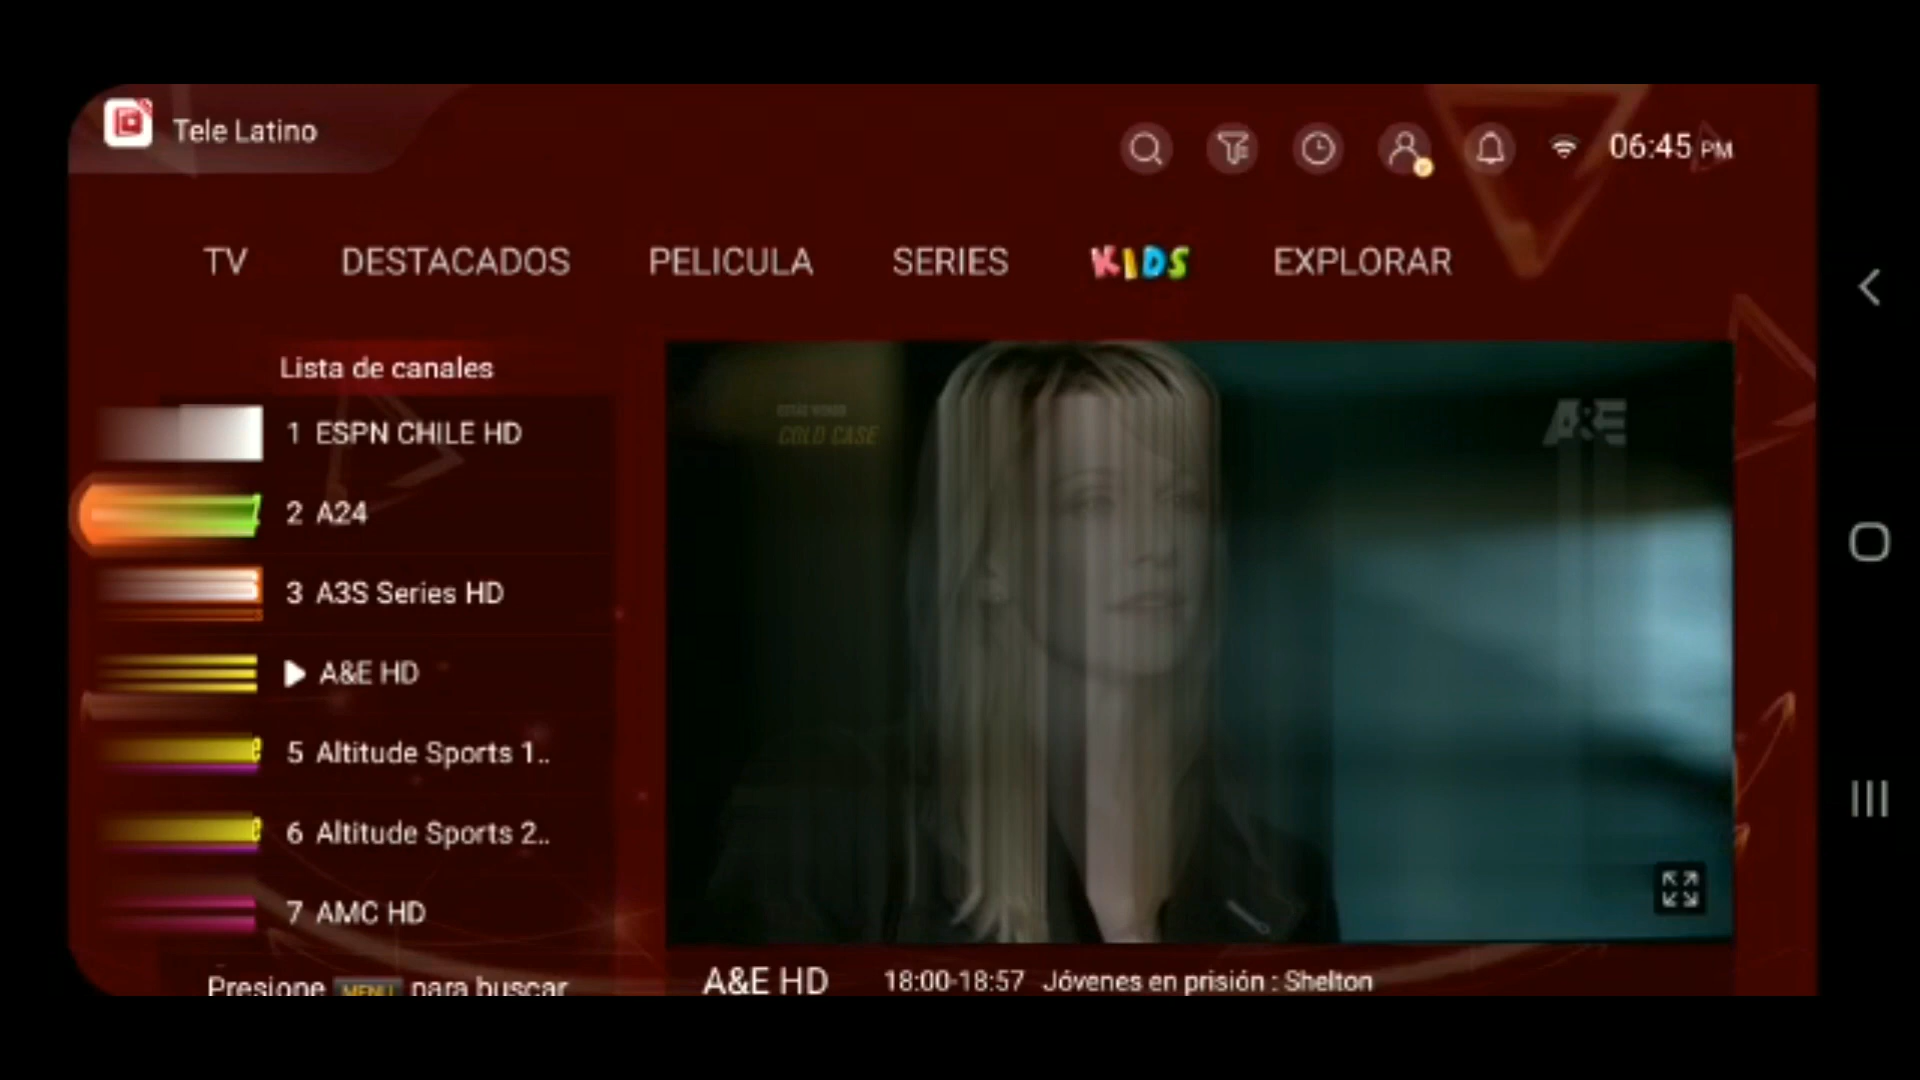 Tele Latino
06:45 PM
TV DESTACADOS PELICULA SERIES KIDS EXPLORAR
Lista de canales
1 ESPN CHILE HD
2 A24
3 A3S Series HD
A&E HD
5 Altitude Sports 1..
6 Altitude Sports 2..
7 AMC HD
Presione MENU para buscar
COLD CASE
A&E
A&E HD 18:00-18:57 Jóvenes en prisión : Shelton